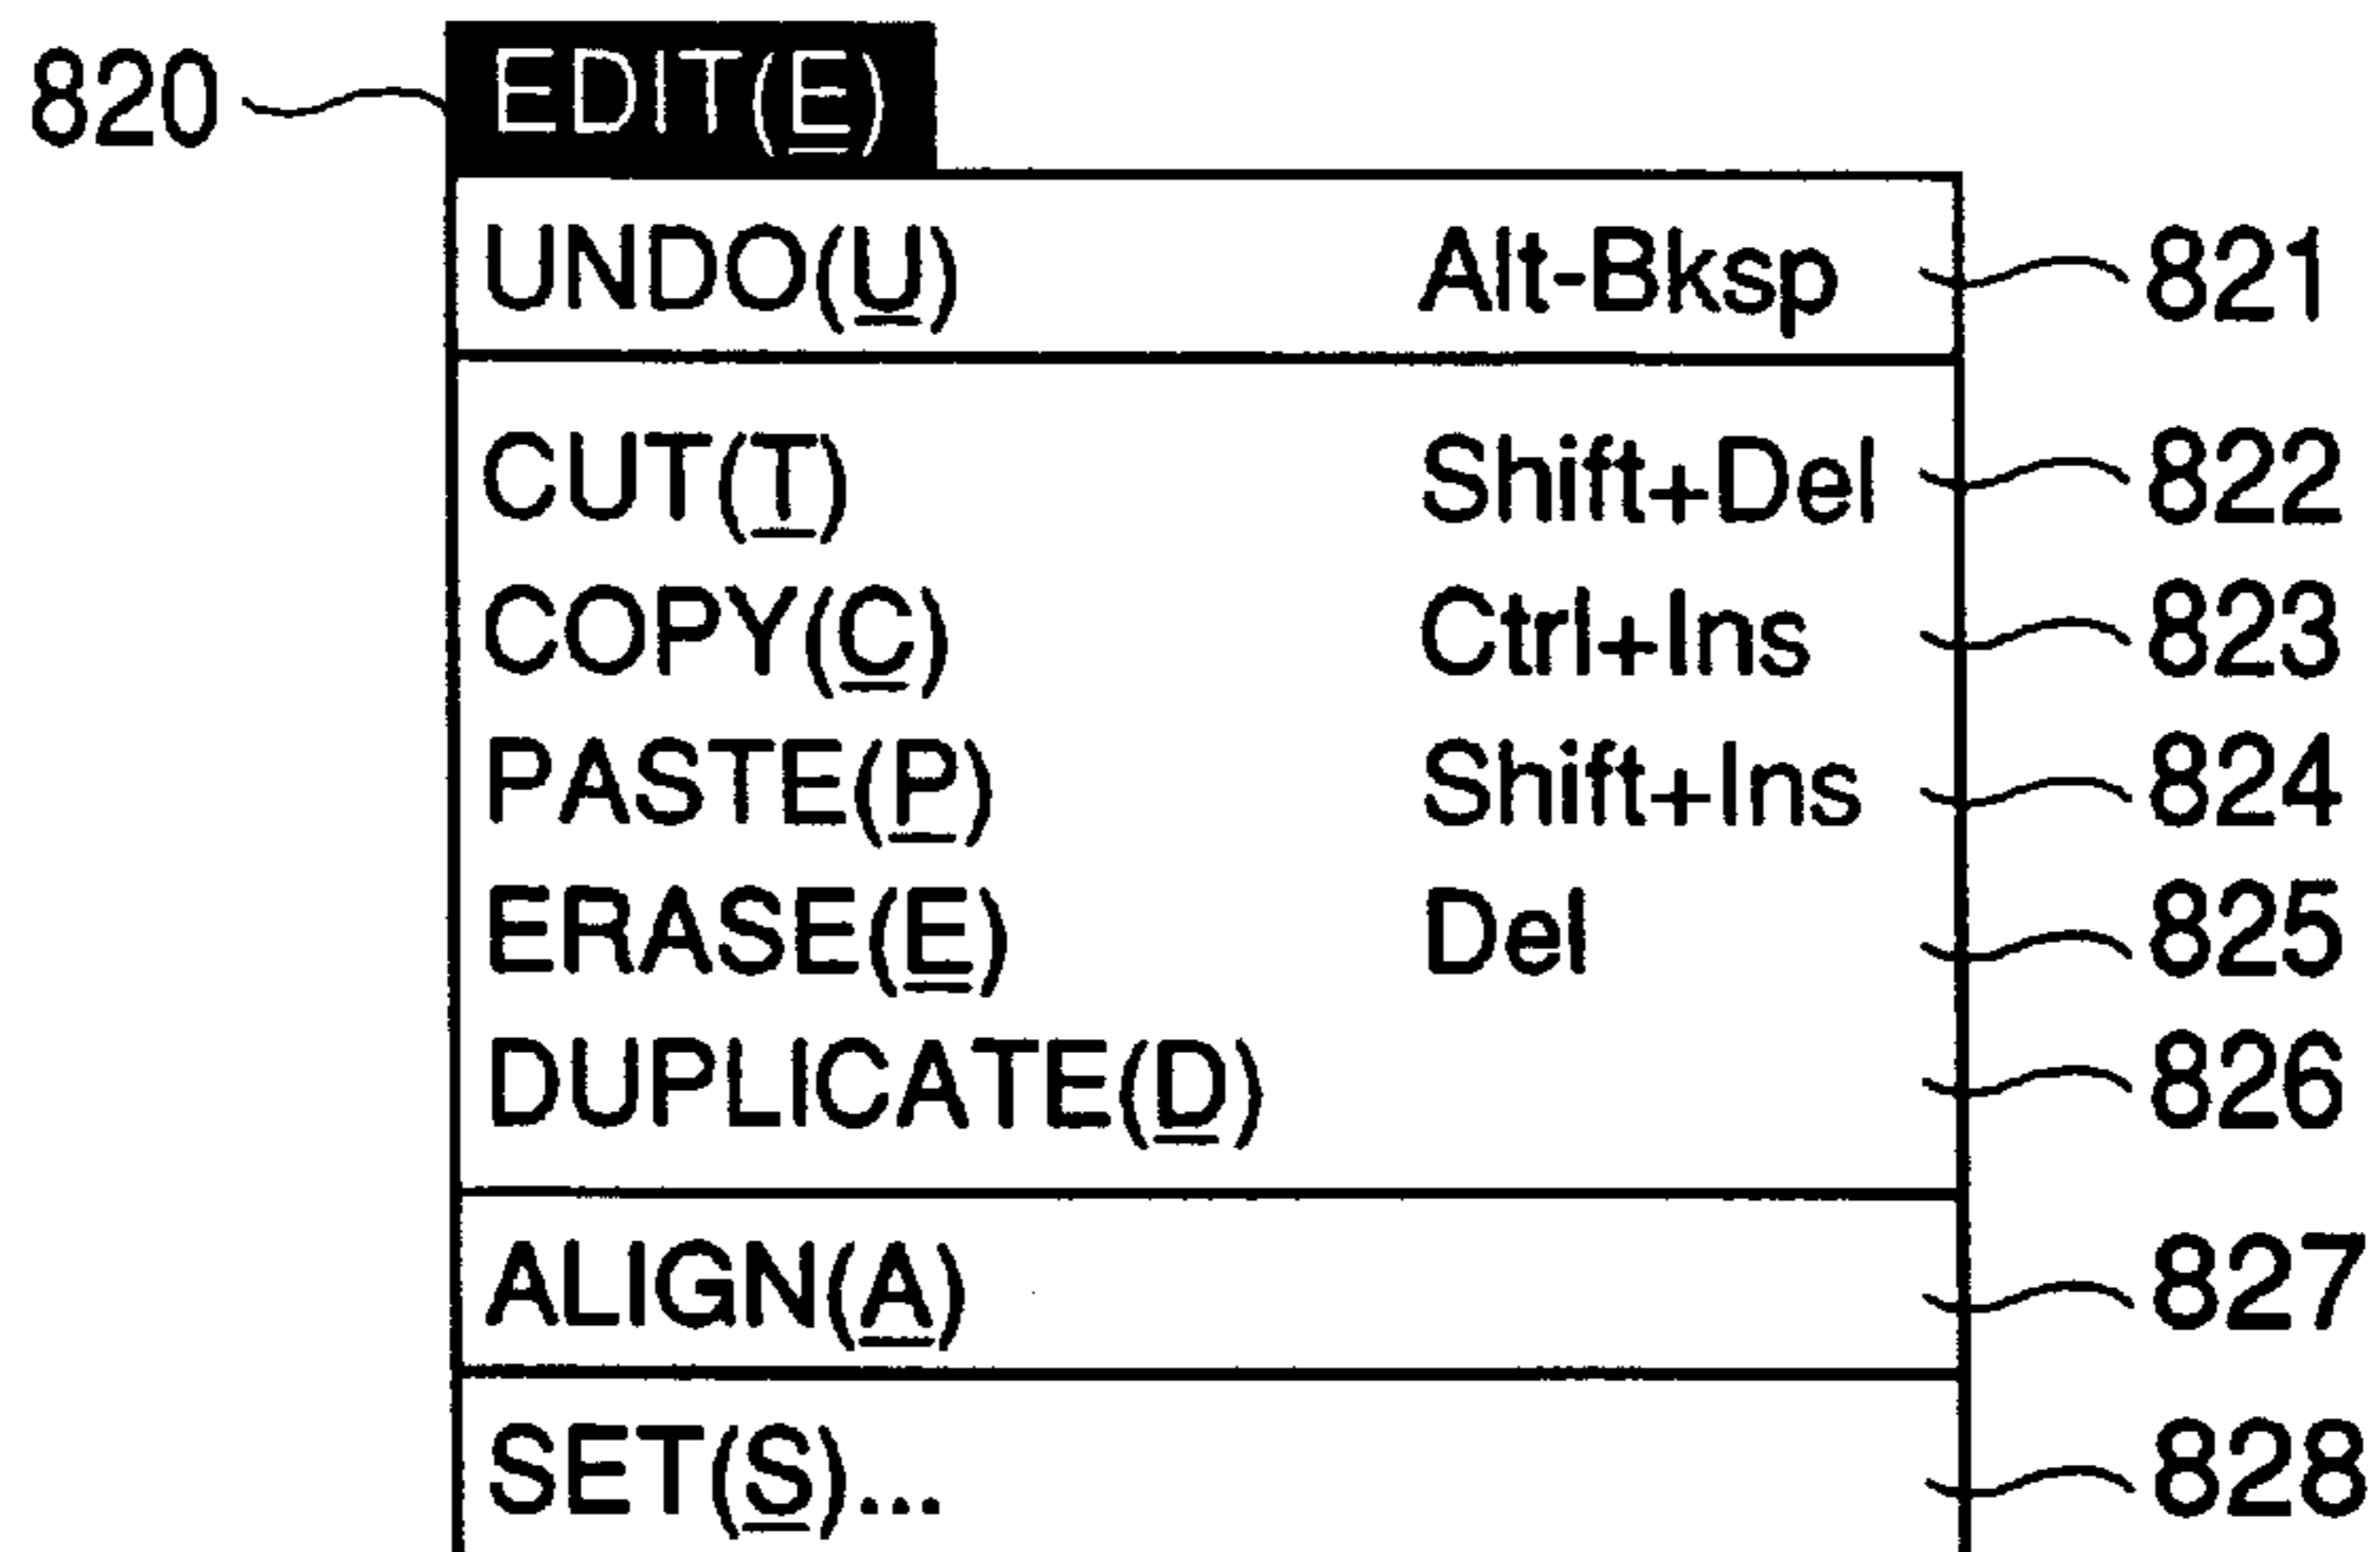 820 EDIT(E)
UNDO(U) Alt-Bksp 821
CUT(T) Shift+Del 822
COPY(C) Ctrl+Ins 823
PASTE(P) Shift+Ins 824
ERASE(E) Del 825
DUPLICATE(D) 826
ALIGN(A) 827
SET(S)... 828